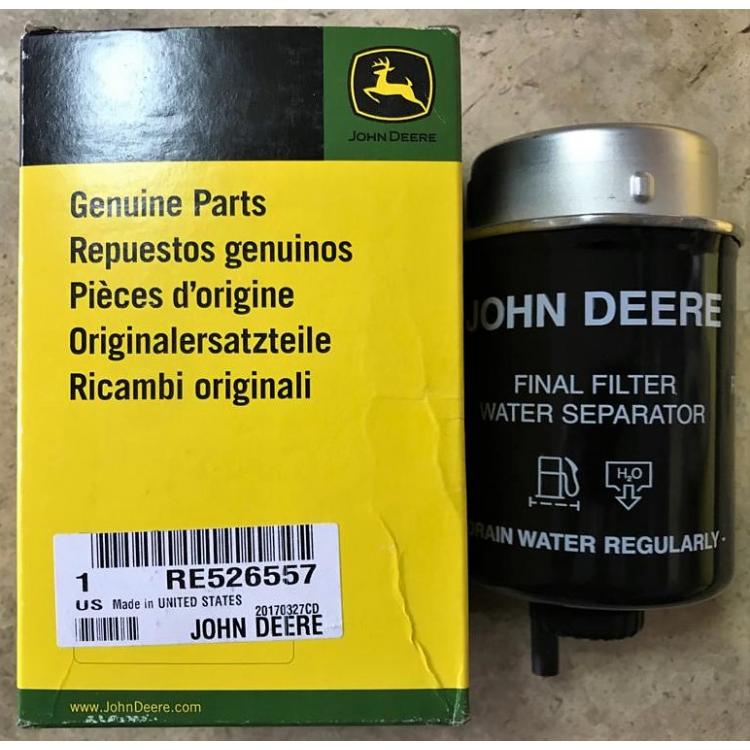 JOHN DEERE
Genuine Parts
Repuestos genuinos
Pièces d'origine
Originalersatzteile
Ricambi originali
1 RE526557
US Made in UNITED STATES 20170327CD
JOHN DEERE
www.JohnDeere.com
JOHN DEERE
FINAL FILTER
WATER SEPARATOR
H₂O
DRAIN WATER REGULARLY -